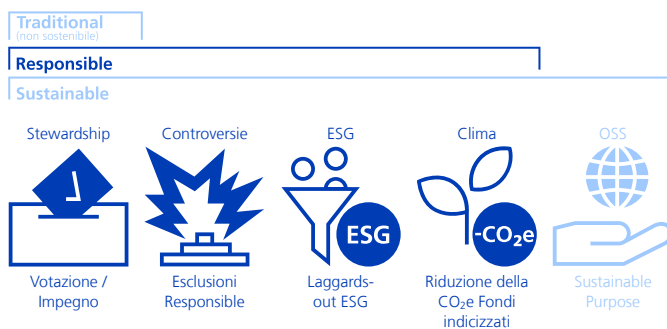 Traditional
(non sostenibile)
Responsible
Sustainable
Stewardship
Controversie
ESG
Clima
OSS
ESG
-CO₂e
Votazione /
Impegno
Esclusioni
Responsible
Laggards-
out ESG
Riduzione della
CO₂e Fondi
indicizzati
Sustainable
Purpose